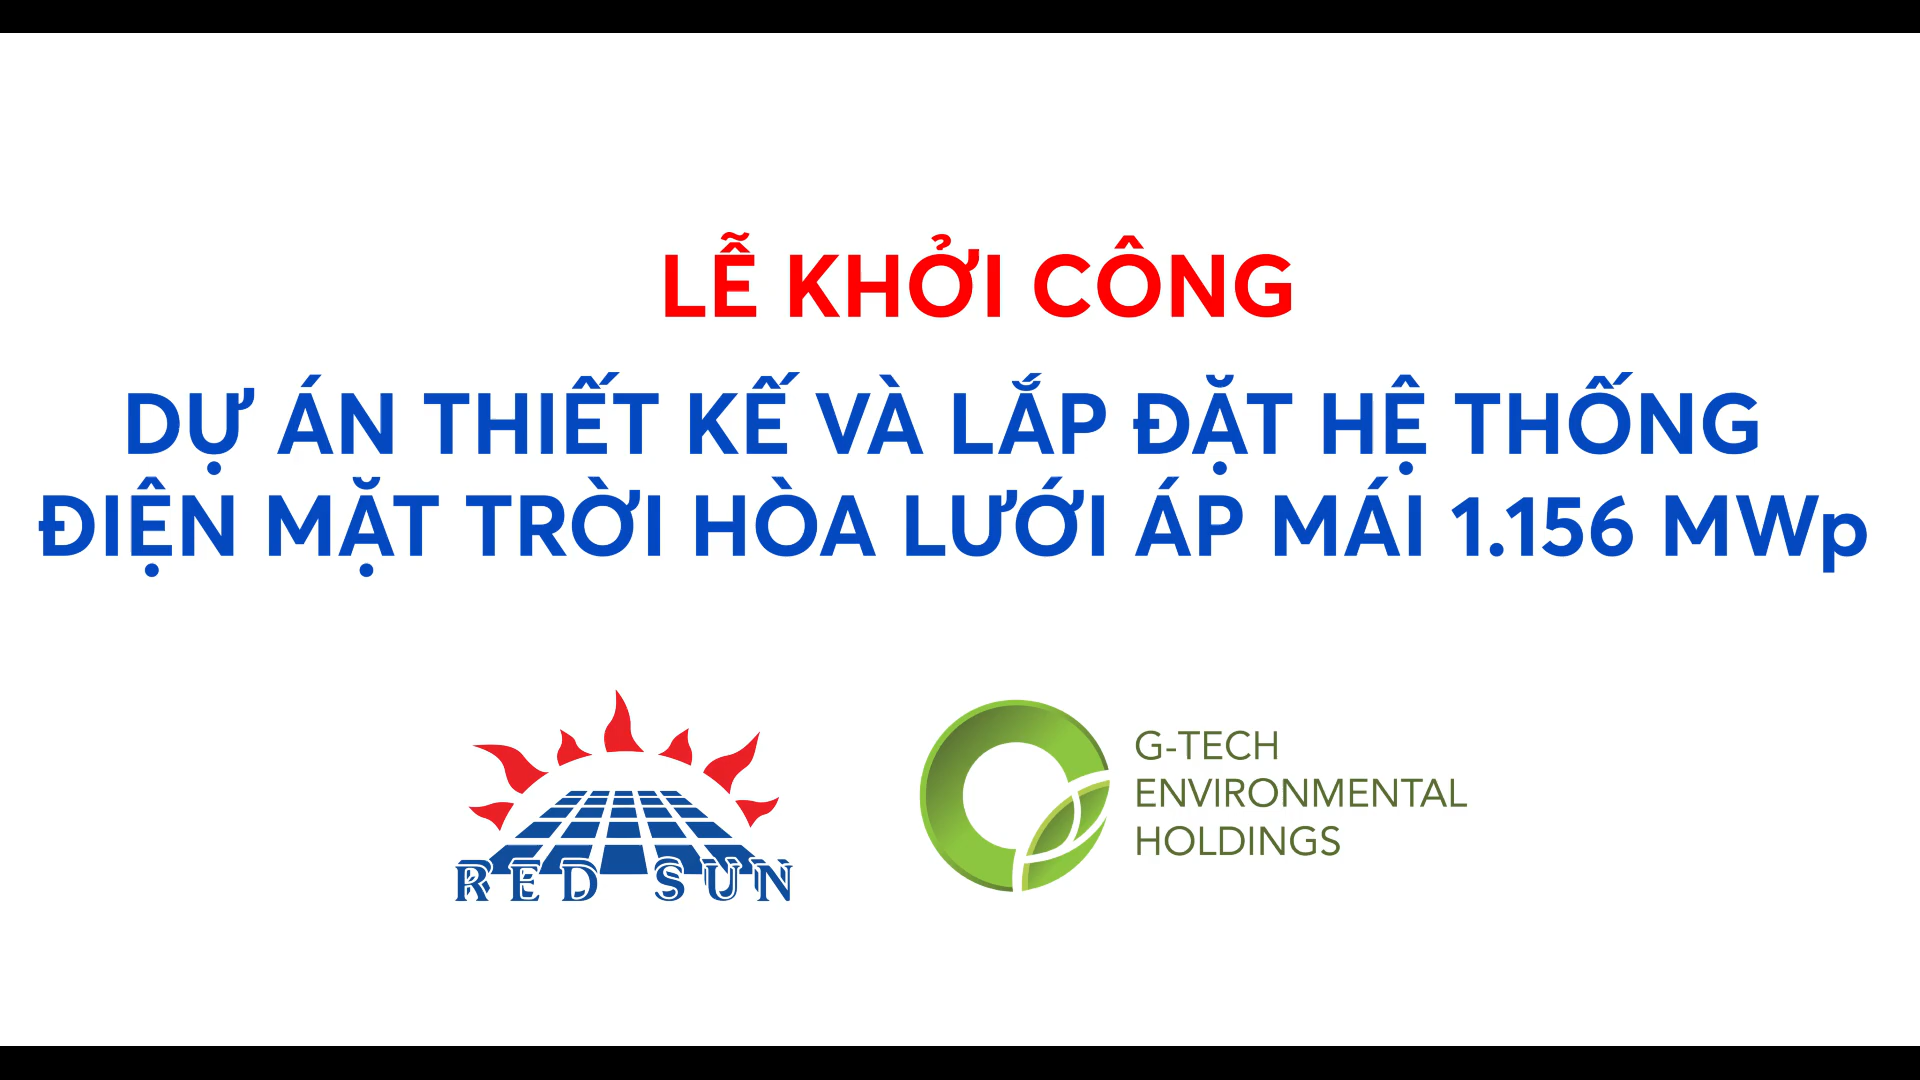 LỄ KHỞI CÔNG
DỰ ÁN THIẾT KẾ VÀ LẮP ĐẶT HỆ THỐNG
ĐIỆN MẶT TRỜI HÒA LƯỚI ÁP MÁI 1.156 MWp
RED SUN
G-TECH
ENVIRONMENTAL
HOLDINGS